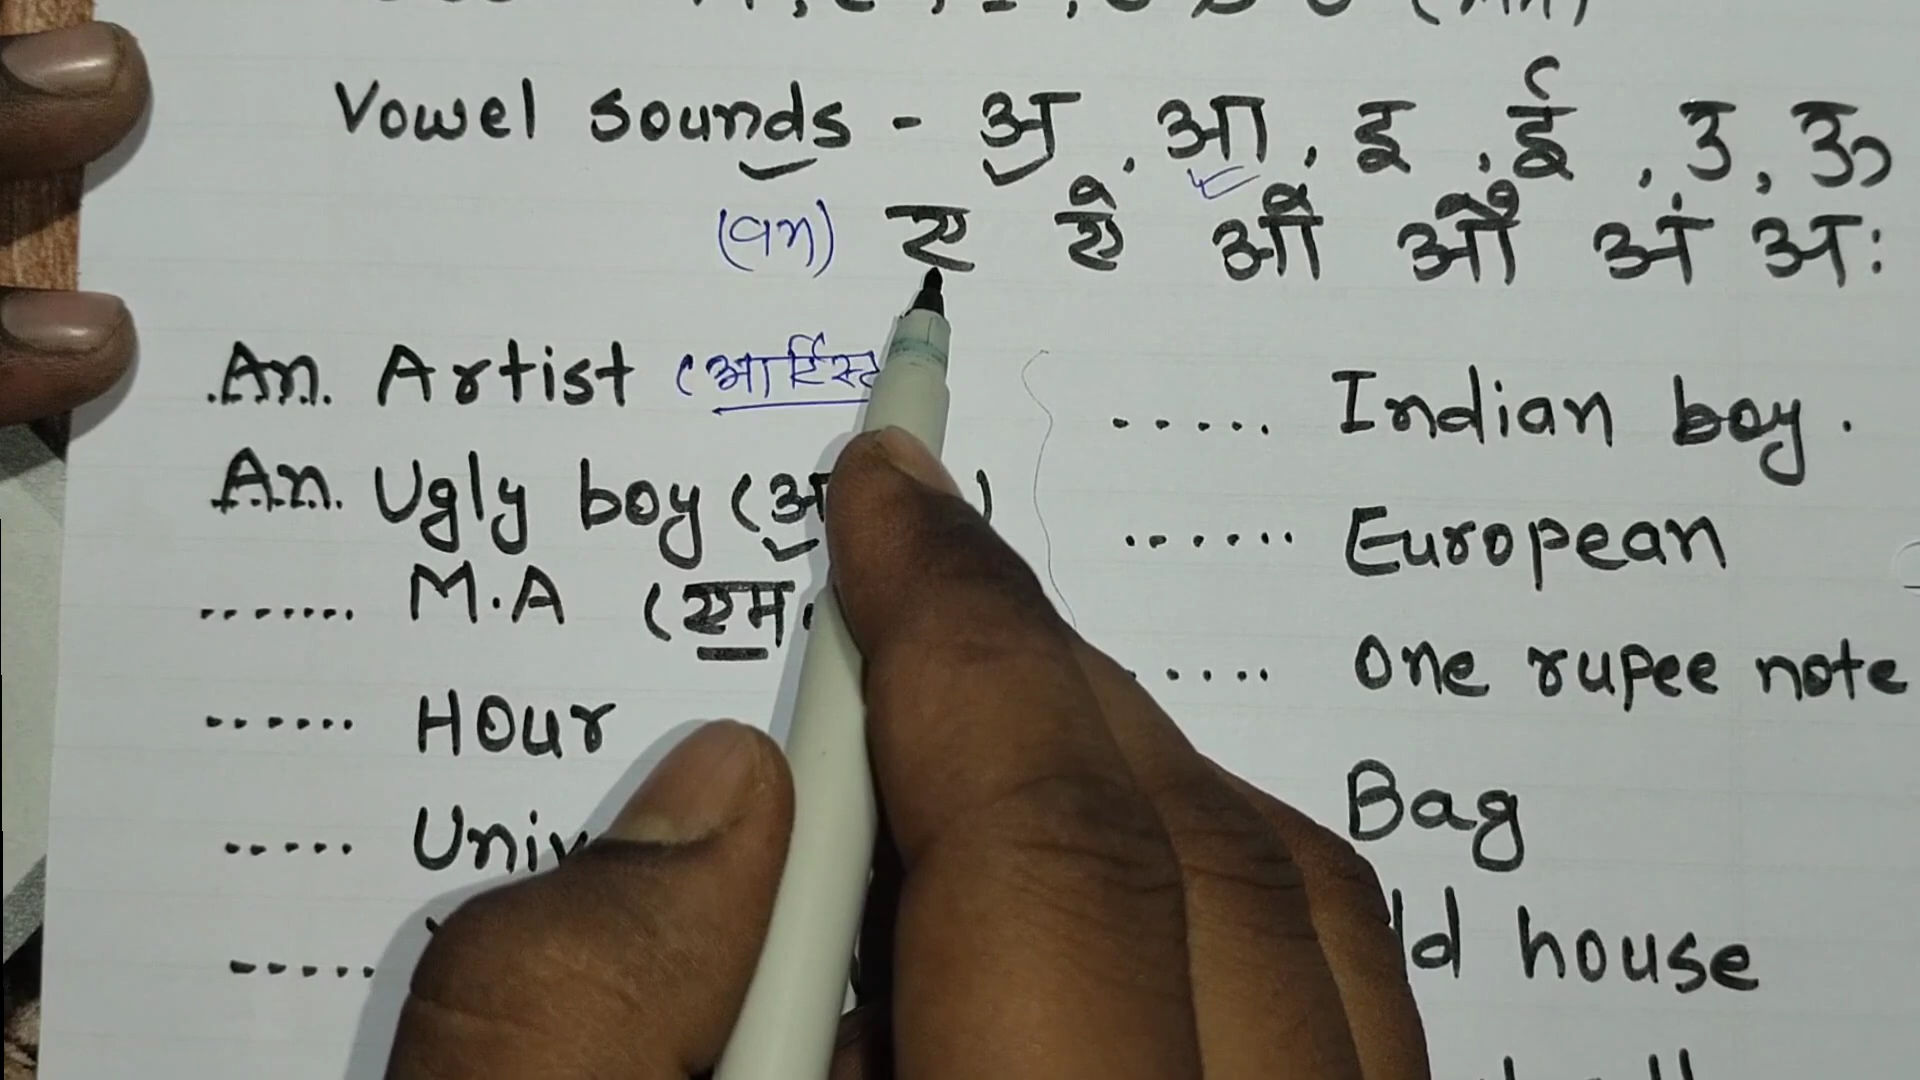 Vowel sounds - अ, आ, इ, ई, उ, ऊ
ए ऐ ओ औ अं अः
.An. Artist (आर्टिस्ट
An. Ugly boy (अ )
....... M.A (एम.
....... Hour
..... Univ
.....
..... Indian boy.
...... European
..... One rupee note
Bag
ld house